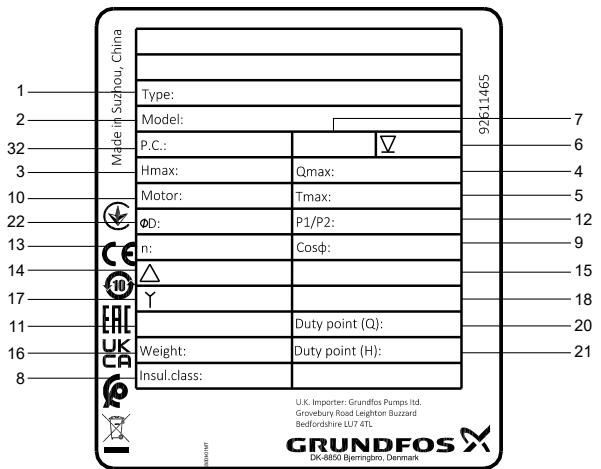 Made in Suzhou, China
92611465
1
Type:
2
Model:
7
32
P.C.:
6
3
Hmax:
Qmax:
4
10
Motor:
Tmax:
5
22
ϕD:
P1/P2:
12
13
n:
Cosϕ:
9
14
△
15
17
Y
18
11
Duty point (Q):
20
16
Weight:
Duty point (H):
21
8
Insul.class:
CE
10
EAC
UK
CA
U.K. Importer: Grundfos Pumps ltd.
Grovebury Road Leighton Buzzard
Bedfordshire LU7 4TL
GRUNDFOS
DK-8850 Bjerringbro, Denmark